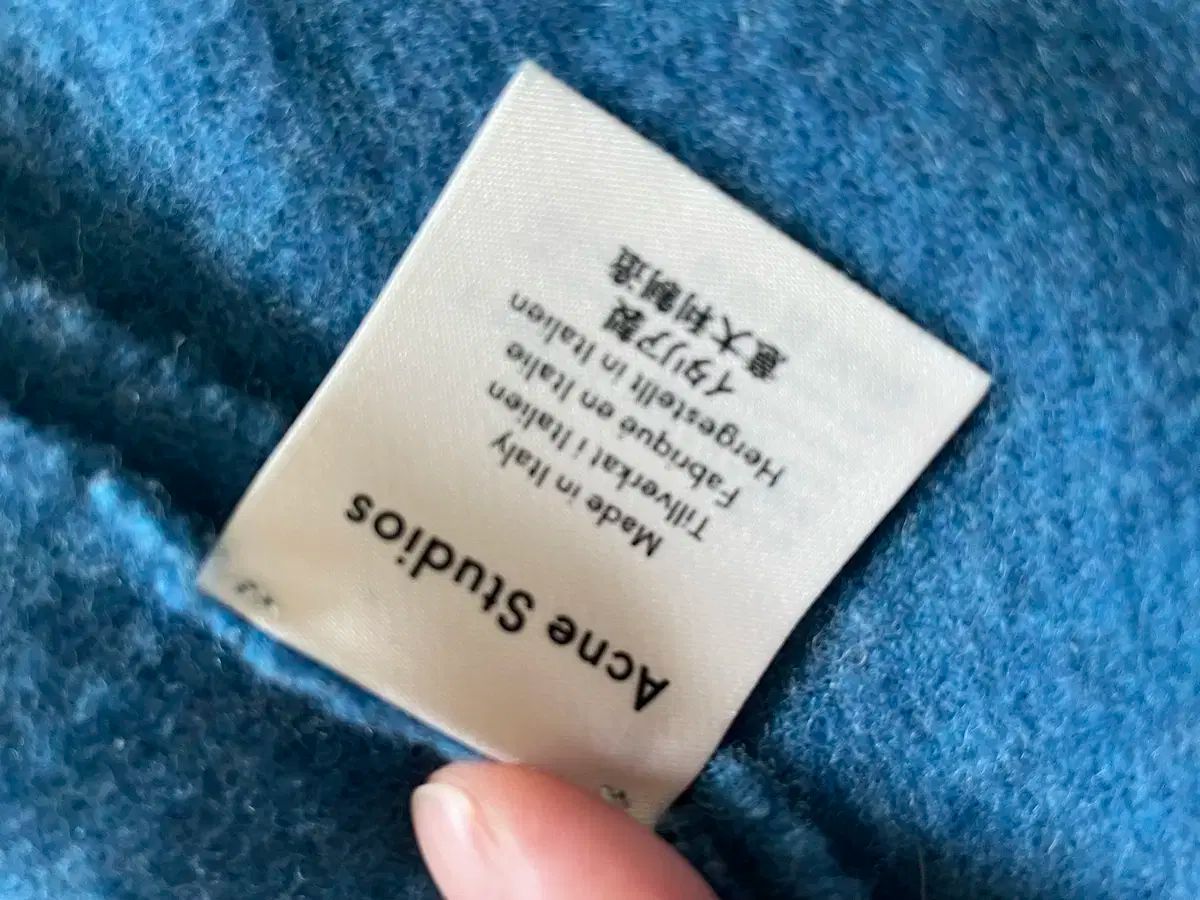 Acne Studios
Made in Italy
Tillverkat i Italien
Fabriqué en Italie
Hergestellt in Italien
イタリア製
意大利制造